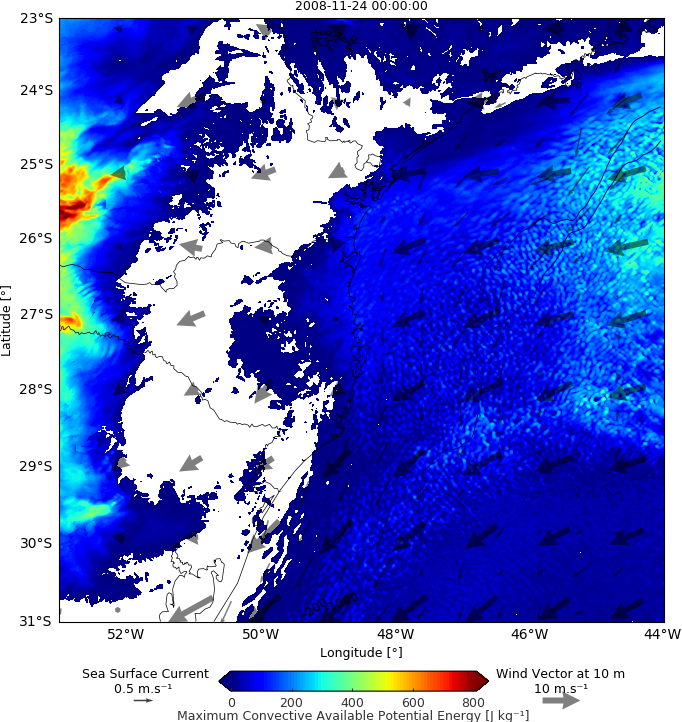 2008-11-24 00:00:00
23°S
24°S
25°S
26°S
27°S
28°S
29°S
30°S
31°S
Latitude [°]
52°W 50°W 48°W 46°W 44°W
Longitude [°]
Sea Surface Current
0.5 m.s⁻¹
Wind Vector at 10 m
10 m.s⁻¹
0 200 400 600 800
Maximum Convective Available Potential Energy [J kg⁻¹]